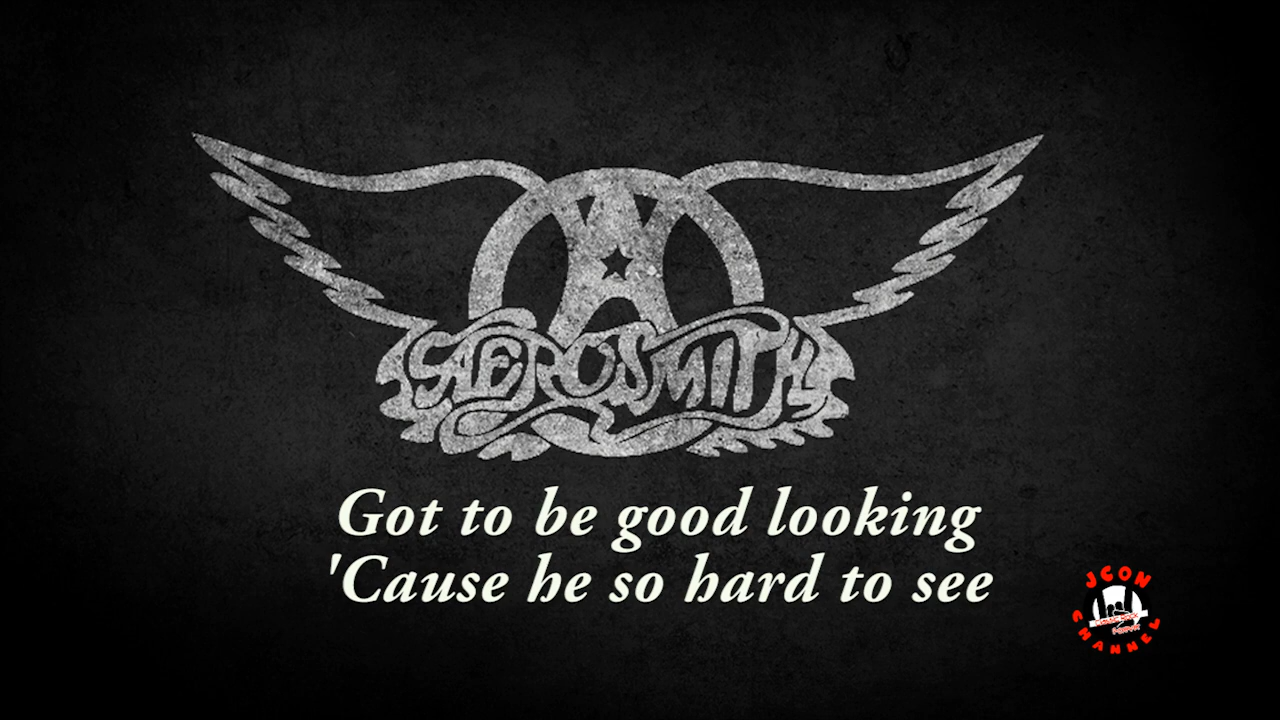 A
AEROSMITH
Got to be good looking
'Cause he so hard to see
JCON
CHANNEL